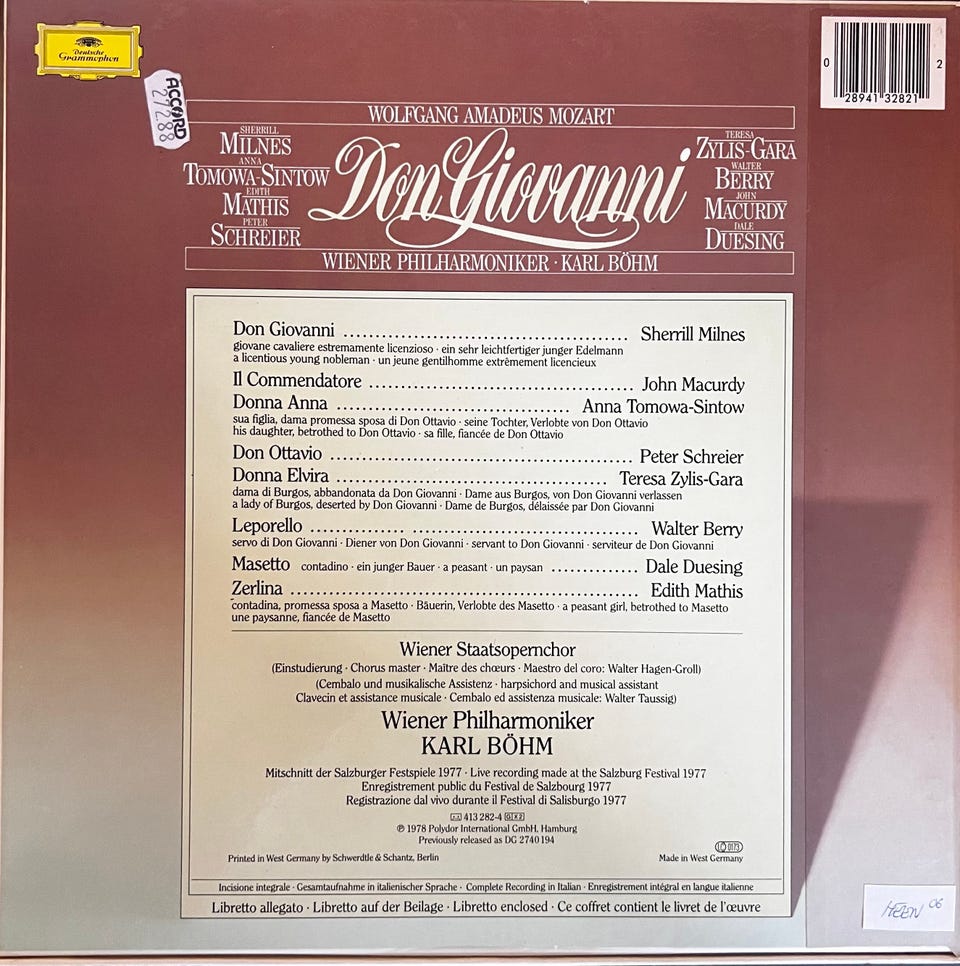 Deutsche
Grammophon
ACCORD
272.88
0 28941 32821 2
WOLFGANG AMADEUS MOZART
SHERRILL
MILNES
ANNA
TOMOWA-SINTOW
EDITH
MATHIS
PETER
SCHREIER
Don Giovanni
TERESA
ZYLIS-GARA
WALTER
BERRY
JOHN
MACURDY
DALE
DUESING
WIENER PHILHARMONIKER · KARL BÖHM
Don Giovanni .......................................... Sherrill Milnes
giovane cavaliere estremamente licenzioso · ein sehr leichtfertiger junger Edelmann
a licentious young nobleman · un jeune gentilhomme extrèmement licencieux
Il Commendatore ....................................... John Macurdy
Donna Anna ................................... Anna Tomowa-Sintow
sua figlia, dama promessa sposa di Don Ottavio · seine Tochter, Verlobte von Don Ottavio
his daughter, betrothed to Don Ottavio · sa fille, fiancée de Don Ottavio
Don Ottavio ............................................. Peter Schreier
Donna Elvira ........................................ Teresa Zylis-Gara
dama di Burgos, abbandonata da Don Giovanni · Dame aus Burgos, von Don Giovanni verlassen
a lady of Burgos, deserted by Don Giovanni · Dame de Burgos, délaissée par Don Giovanni
Leporello ................................................ Walter Berry
servo di Don Giovanni · Diener von Don Giovanni · servant to Don Giovanni · serviteur de Don Giovanni
Masetto contadino · ein junger Bauer · a peasant · un paysan ............. Dale Duesing
Zerlina .................................................... Edith Mathis
contadina, promessa sposa a Masetto · Bäuerin, Verlobte des Masetto · a peasant girl, betrothed to Masetto
une paysanne, fiancée de Masetto
Wiener Staatsopernchor
(Einstudierung · Chorus master · Maître des chœurs · Maestro del coro: Walter Hagen-Groll)
(Cembalo und musikalische Assistenz · harpsichord and musical assistant
Clavecin et assistance musicale · Cembalo ed assistenza musicale: Walter Taussig)
Wiener Philharmoniker
KARL BÖHM
Mitschnitt der Salzburger Festspiele 1977 · Live recording made at the Salzburg Festival 1977
Enregistrement public du Festival de Salzbourg 1977
Registrazione dal vivo durante il Festival di Salisburgo 1977
413 282-4 G X 2
℗ 1978 Polydor International GmbH, Hamburg
Previously released as DG 2740 194
LC 0173
Printed in West Germany by Schwerdtle & Schantz, Berlin Made in West Germany
Incisione integrale · Gesamtaufnahme in italienischer Sprache · Complete Recording in Italian · Enregistrement intégral en langue italienne
Libretto allegato · Libretto auf der Beilage · Libretto enclosed · Ce coffret contient le livret de l'œuvre